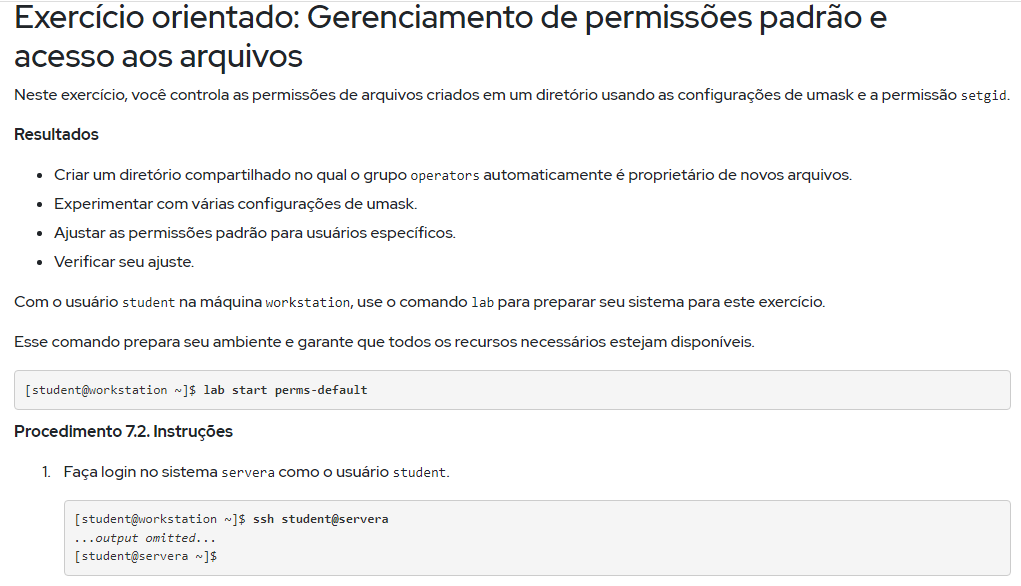 Exercício orientado: Gerenciamento de permissões padrão e
acesso aos arquivos
Neste exercício, você controla as permissões de arquivos criados em um diretório usando as configurações de umask e a permissão setgid.
Resultados
• Criar um diretório compartilhado no qual o grupo operators automaticamente é proprietário de novos arquivos.
• Experimentar com várias configurações de umask.
• Ajustar as permissões padrão para usuários específicos.
• Verificar seu ajuste.
Com o usuário student na máquina workstation, use o comando lab para preparar seu sistema para este exercício.
Esse comando prepara seu ambiente e garante que todos os recursos necessários estejam disponíveis.
[student@workstation ~]$ lab start perms-default
Procedimento 7.2. Instruções
1. Faça login no sistema servera como o usuário student.
[student@workstation ~]$ ssh student@servera
...output omitted...
[student@servera ~]$